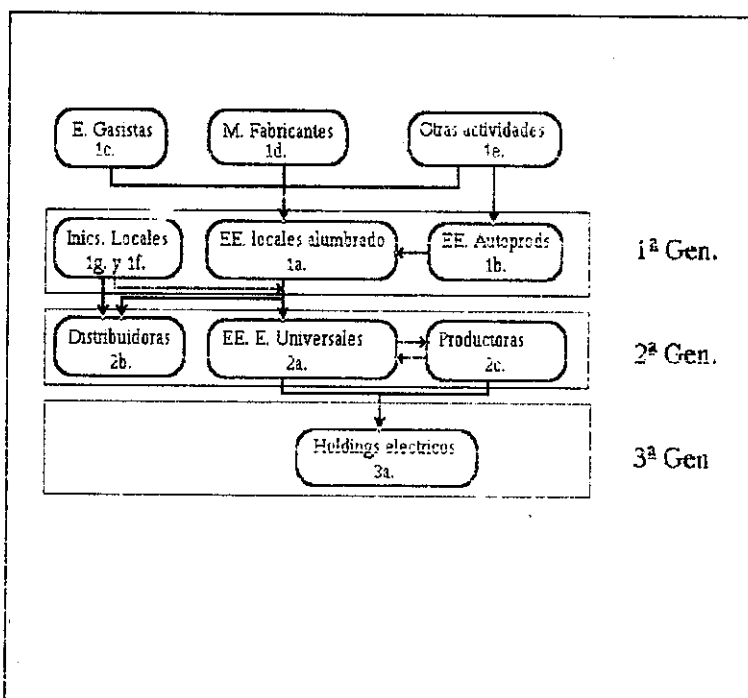 E. Gasistas
1c.
M. Fabricantes
1d.
Otras actividades
1e.
Inics. Locales
1g. y 1f.
EE. locales alumbrado
1a.
EE. Autoprods
1b.
1ª Gen.
Distribuidoras
2b.
EE. E. Universales
2a.
Productoras
2c.
2ª Gen.
Holdings electricos
3a.
3ª Gen